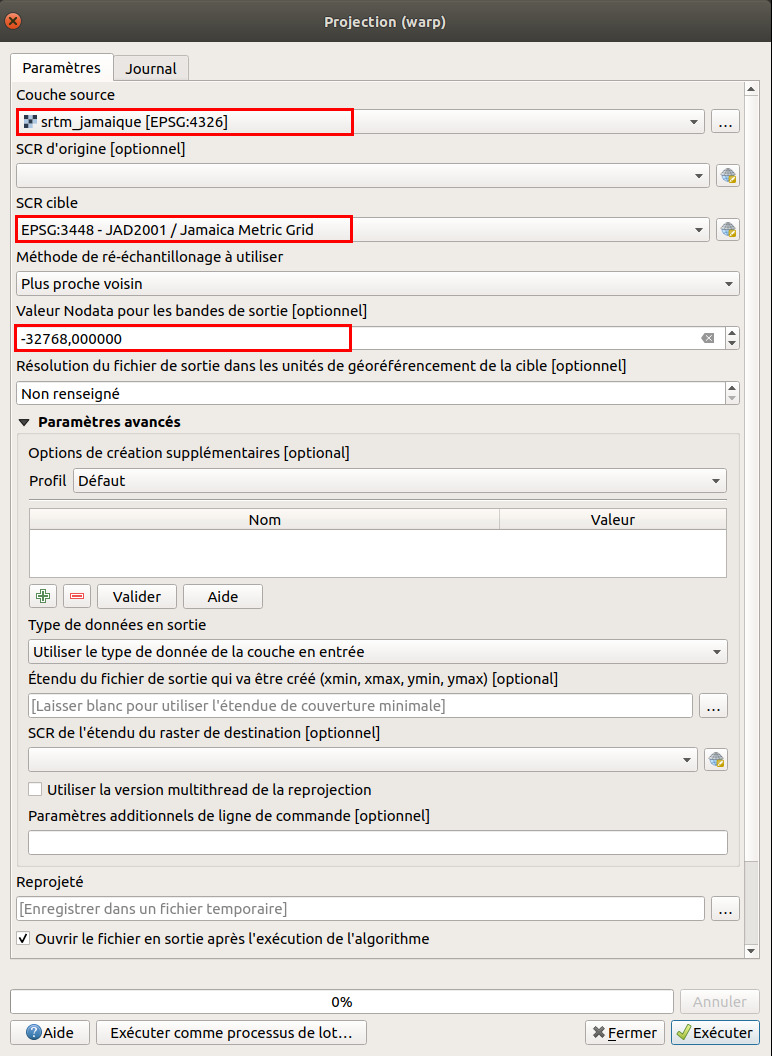 Projection (warp)
Paramètres Journal
Couche source
srtm_jamaique [EPSG:4326] ...
SCR d'origine [optionnel]
SCR cible
EPSG:3448 - JAD2001 / Jamaica Metric Grid
Méthode de ré-échantillonage à utiliser
Plus proche voisin
Valeur Nodata pour les bandes de sortie [optionnel]
-32768,000000
Résolution du fichier de sortie dans les unités de géoréférencement de la cible [optionnel]
Non renseigné
Paramètres avancés
Options de création supplémentaires [optional]
Profil Défaut
Nom Valeur
Valider Aide
Type de données en sortie
Utiliser le type de donnée de la couche en entrée
Étendu du fichier de sortie qui va être créé (xmin, xmax, ymin, ymax) [optional]
[Laisser blanc pour utiliser l'étendue de couverture minimale] ...
SCR de l'étendu du raster de destination [optionnel]
Utiliser la version multithread de la reprojection
Paramètres additionnels de ligne de commande [optionnel]
Reprojeté
[Enregistrer dans un fichier temporaire] ...
Ouvrir le fichier en sortie après l'exécution de l'algorithme
0% Annuler
Aide Exécuter comme processus de lot... Fermer Exécuter